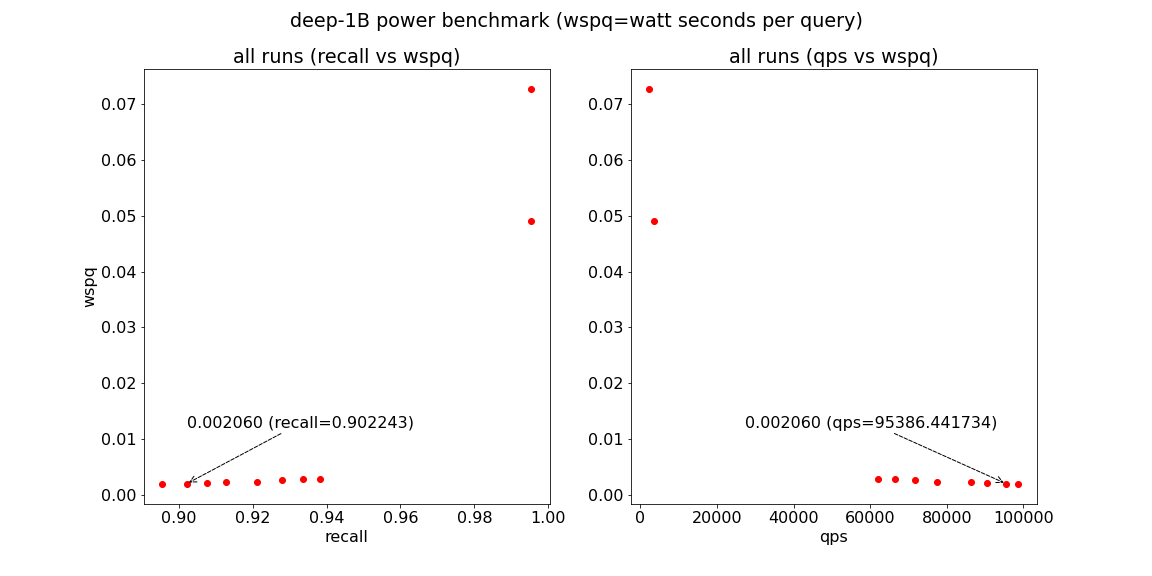 deep-1B power benchmark (wspq=watt seconds per query)
all runs (recall vs wspq)
0.07
0.06
0.05
0.04
0.03
0.02
0.01
0.00
wspq
0.002060 (recall=0.902243)
0.90 0.92 0.94 0.96 0.98 1.00
recall
all runs (qps vs wspq)
0.07
0.06
0.05
0.04
0.03
0.02
0.01
0.00
0.002060 (qps=95386.441734)
0 20000 40000 60000 80000 100000
qps